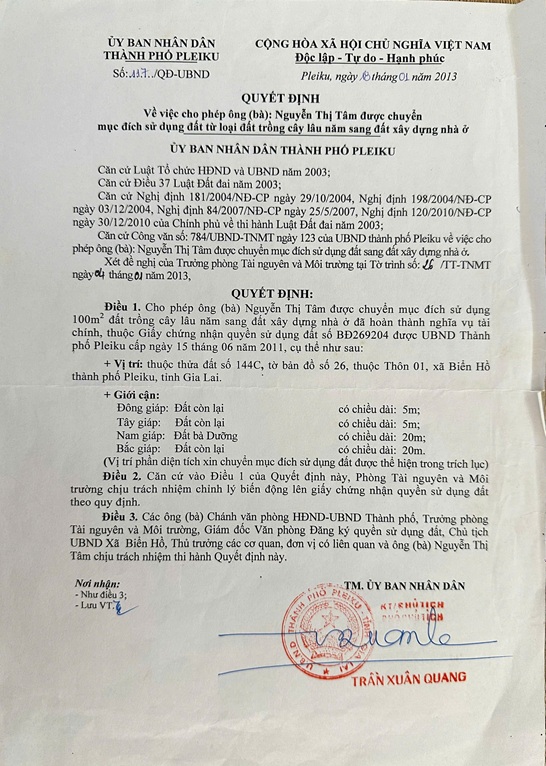 ỦY BAN NHÂN DÂN
THÀNH PHỐ PLEIKU
Số: 117./QĐ-UBND
CỘNG HÒA XÃ HỘI CHỦ NGHĨA VIỆT NAM
Độc lập - Tự do - Hạnh phúc
Pleiku, ngày tháng 01 năm 2013
QUYẾT ĐỊNH
Về việc cho phép ông (bà): Nguyễn Thị Tâm được chuyển
mục đích sử dụng đất từ loại đất trồng cây lâu năm sang đất xây dựng nhà ở
ỦY BAN NHÂN DÂN THÀNH PHỐ PLEIKU
Căn cứ Luật Tổ chức HĐND và UBND năm 2003;
Căn cứ Điều 37 Luật Đất đai năm 2003;
Căn cứ Nghị định 181/2004/NĐ-CP ngày 29/10/2004, Nghị định 198/2004/NĐ-CP
ngày 03/12/2004, Nghị định 84/2007/NĐ-CP ngày 25/5/2007, Nghị định 120/2010/NĐ-CP
ngày 30/12/2010 của Chính phủ về thi hành Luật Đất đai năm 2003;
Căn cứ Công văn số: 784/UBND-TNMT ngày 123 của UBND thành phố Pleiku về việc cho
phép ông (bà): Nguyễn Thị Tâm được chuyển mục đích sử dụng đất sang đất xây dựng nhà ở.
Xét đề nghị của Trưởng phòng Tài nguyên và Môi trường tại Tờ trình số: 26 /TT-TNMT
ngày 04 tháng 01 năm 2013,
QUYẾT ĐỊNH:
Điều 1. Cho phép ông (bà) Nguyễn Thị Tâm được chuyển mục đích sử dụng
100m² đất trồng cây lâu năm sang đất xây dựng nhà ở đã hoàn thành nghĩa vụ tài
chính, thuộc Giấy chứng nhận quyền sử dụng đất số BĐ269204 được UBND Thành
phố Pleiku cấp ngày 15 tháng 06 năm 2011, cụ thể như sau:
+ Vị trí: thuộc thửa đất số 144C, tờ bản đồ số 26, thuộc Thôn 01, xã Biển Hồ
thành phố Pleiku, tỉnh Gia Lai.
+ Giới cận:
Đông giáp: Đất còn lại có chiều dài: 5m;
Tây giáp: Đất còn lại có chiều dài: 5m;
Nam giáp: Đất bà Dưỡng có chiều dài: 20m;
Bắc giáp: Đất còn lại có chiều dài: 20m.
(Vị trí phần diện tích xin chuyển mục đích sử dụng đất được thể hiện trong trích lục)
Điều 2. Căn cứ vào Điều 1 của Quyết định này, Phòng Tài nguyên và Môi
trường chịu trách nhiệm chỉnh lý biến động lên giấy chứng nhận quyền sử dụng đất
theo quy định.
Điều 3. Các ông (bà) Chánh văn phòng HĐND-UBND Thành phố, Trưởng phòng
Tài nguyên và Môi trường, Giám đốc Văn phòng Đăng ký quyền sử dụng đất, Chủ tịch
UBND Xã Biển Hồ, Thủ trưởng các cơ quan, đơn vị có liên quan và ông (bà) Nguyễn Thị
Tâm chịu trách nhiệm thi hành Quyết định này.
Nơi nhận:
- Như điều 3;
- Lưu VT.
TM. ỦY BAN NHÂN DÂN
KT/CHỦ TỊCH
PHÓ CHỦ TỊCH
UBND THÀNH PHỐ PLEIKU
GIA LAI
TRẦN XUÂN QUANG